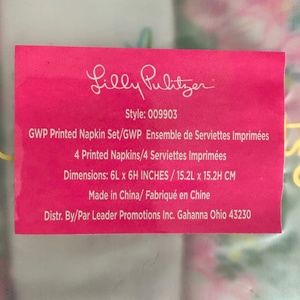 Lilly Pulitzer
Style: 009903
GWP Printed Napkin Set/GWP Ensemble de Serviettes Imprimées
4 Printed Napkins/4 Serviettes Imprimées
Dimensions: 6L x 6H INCHES / 15.2L x 15.2H CM
Made in China/ Fabriqué en Chine
Distr. By/Par Leader Promotions Inc. Gahanna Ohio 43230